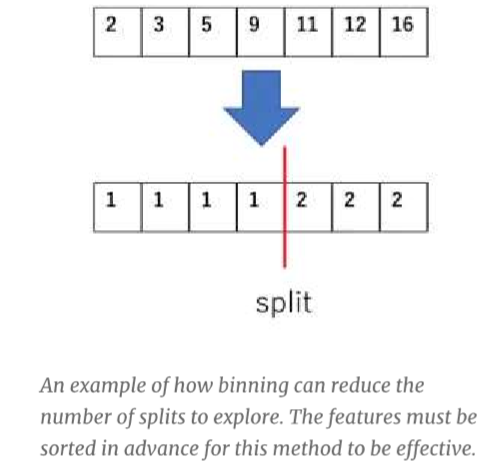 2 3 5 9 11 12 16
1 1 1 1 2 2 2
split
An example of how binning can reduce the
number of splits to explore. The features must be
sorted in advance for this method to be effective.